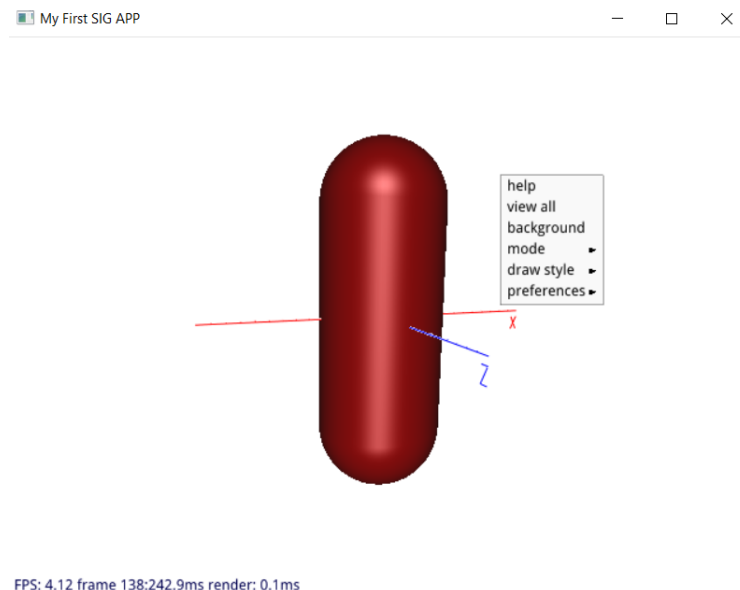 My First SIG APP
help
view all
background
mode
draw style
preferences
X
Z
FPS: 4.12 frame 138:242.9ms render: 0.1ms